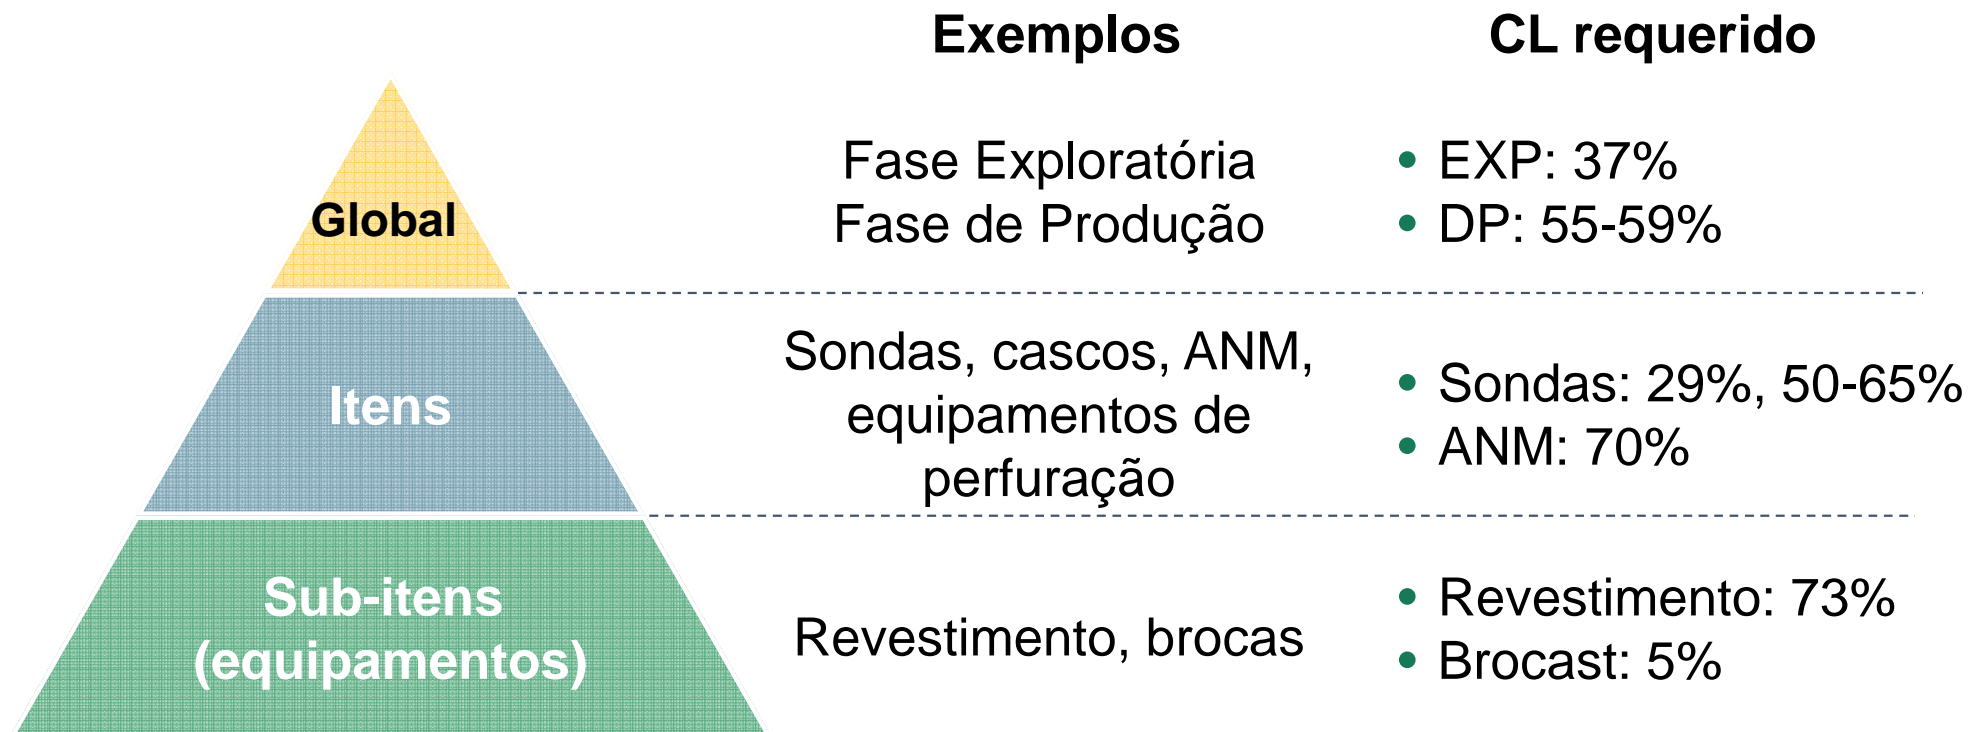 Exemplos
CL requerido
Global
Fase Exploratória
Fase de Produção
• EXP: 37%
• DP: 55-59%
Itens
Sondas, cascos, ANM,
equipamentos de
perfuração
• Sondas: 29%, 50-65%
• ANM: 70%
Sub-itens
(equipamentos)
Revestimento, brocas
• Revestimento: 73%
• Brocast: 5%